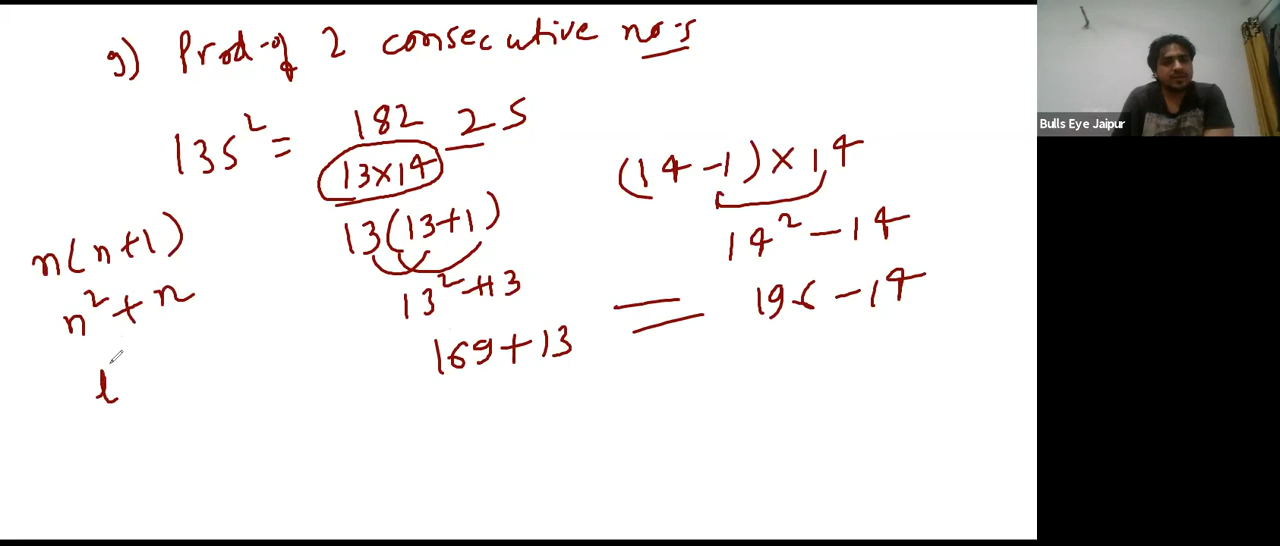 9) Prod. of 2 consecutive no.s
135² = 182 25
13×14
13(13+1)
13²+13
169+13
(14-1)×14
14²-14
= 196-14
n(n+1)
n²+n
Bulls Eye Jaipur